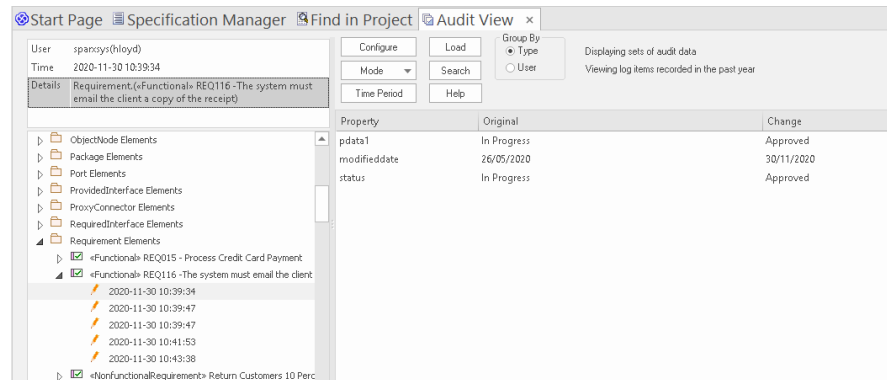 Start Page Specification Manager Find in Project Audit View ×
User sparxsys(hloyd)
Time 2020-11-30 10:39:34
Details Requirement.(«Functional» REQ116 -The system must
email the client a copy of the receipt)
Configure Load
Mode Search
Time Period Help
Group By
Type
User
Displaying sets of audit data
Viewing log items recorded in the past year
ObjectNode Elements
Package Elements
Port Elements
ProvidedInterface Elements
ProxyConnector Elements
RequiredInterface Elements
Requirement Elements
«Functional» REQ015 - Process Credit Card Payment
«Functional» REQ116 -The system must email the client
2020-11-30 10:39:34
2020-11-30 10:39:47
2020-11-30 10:39:47
2020-11-30 10:41:53
2020-11-30 10:43:38
«NonfunctionalRequirement» Return Customers 10 Perc
Property Original Change
pdata1 In Progress Approved
modifieddate 26/05/2020 30/11/2020
status In Progress Approved